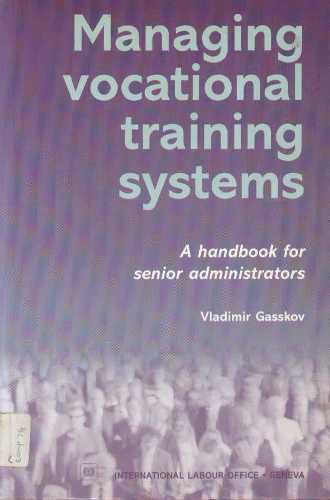 Managing
vocational
training
systems
A handbook for
senior administrators
Vladimir Gasskov
INTERNATIONAL LABOUR OFFICE • GENEVA